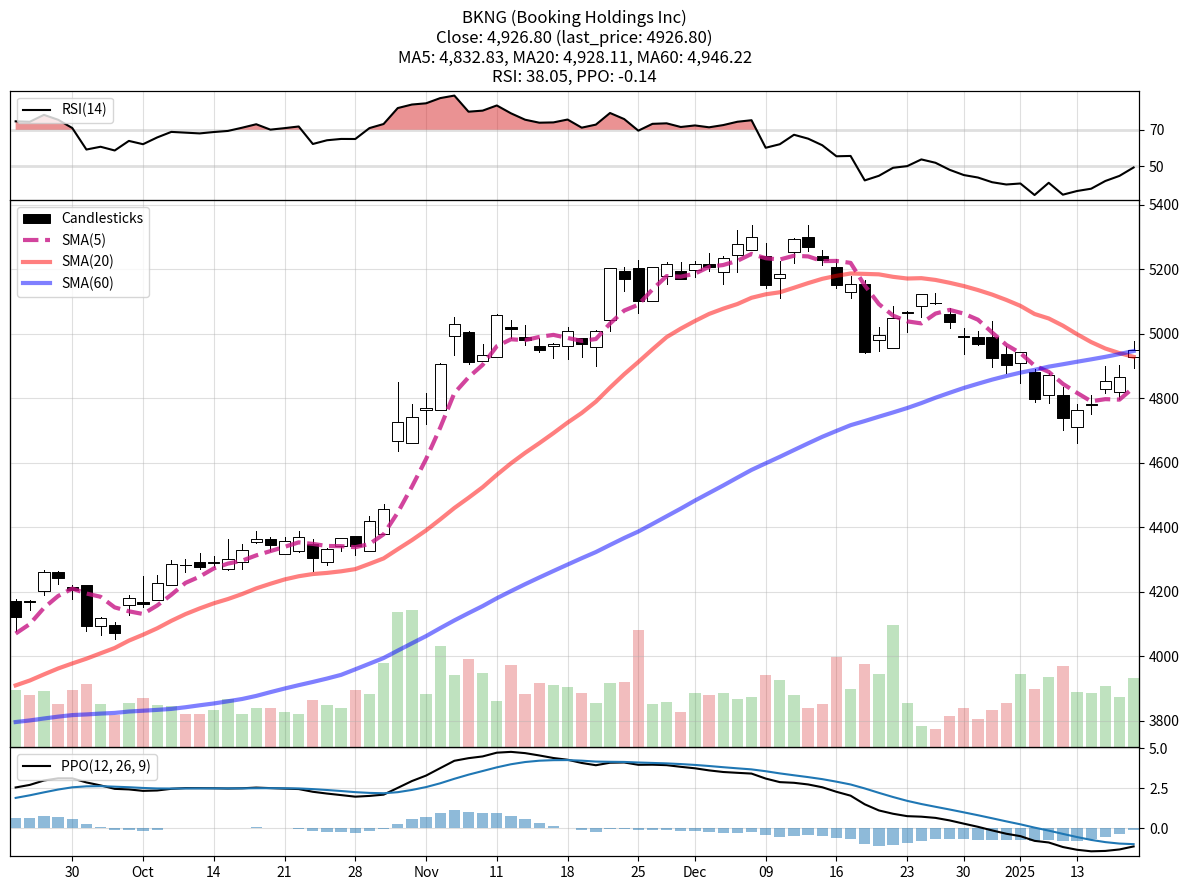 BKNG (Booking Holdings Inc)
Close: 4,926.80 (last_price: 4926.80)
MA5: 4,832.83, MA20: 4,928.11, MA60: 4,946.22
RSI: 38.05, PPO: -0.14
RSI(14)
70
50
Candlesticks
SMA(5)
SMA(20)
SMA(60)
5400
5200
5000
4800
4600
4400
4200
4000
3800
PPO(12, 26, 9)
5.0
2.5
0.0
30 Oct 14 21 28 Nov 11 18 25 Dec 09 16 23 30 2025 13